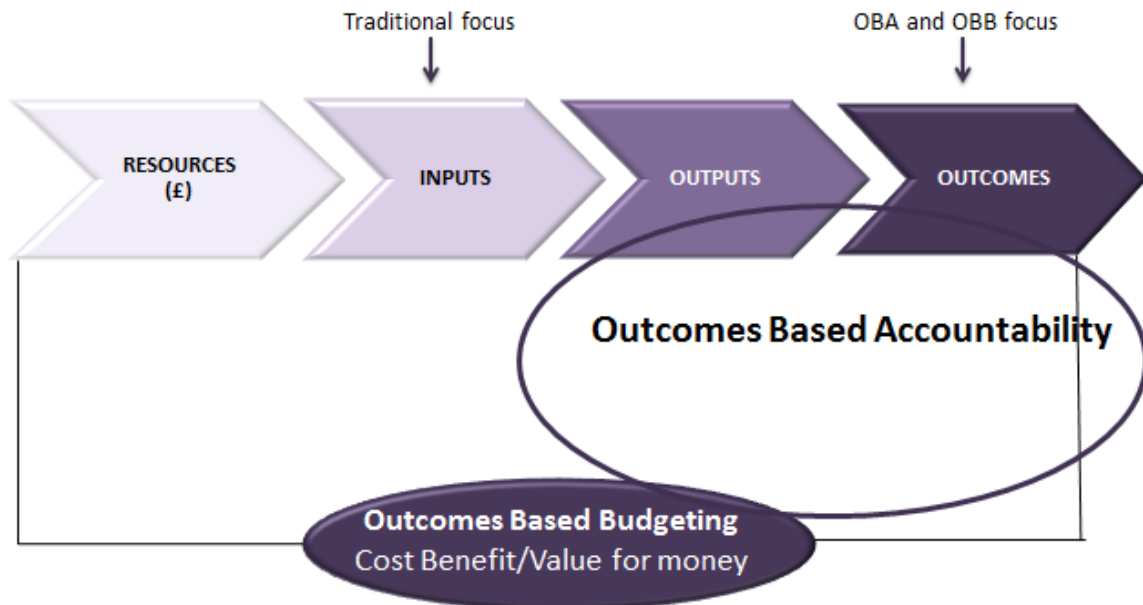 Traditional focus
OBA and OBB focus
RESOURCES
(£)
INPUTS
OUTPUTS
OUTCOMES
Outcomes Based Accountability
Outcomes Based Budgeting
Cost Benefit/Value for money